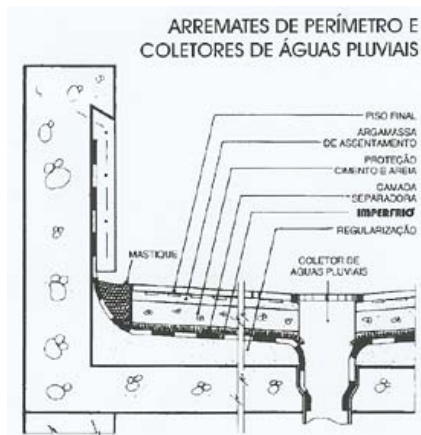 ARREMATES DE PERÍMETRO E
COLETORES DE ÁGUAS PLUVIAIS
PISO FINAL
ARGAMASSA
DE ASSENTAMENTO
PROTEÇÃO
CIMENTO E AREIA
CAMADA
SEPARADORA
IMPERFRIO
REGULARIZAÇÃO
MASTIQUE
COLETOR DE
ÁGUAS PLUVIAIS